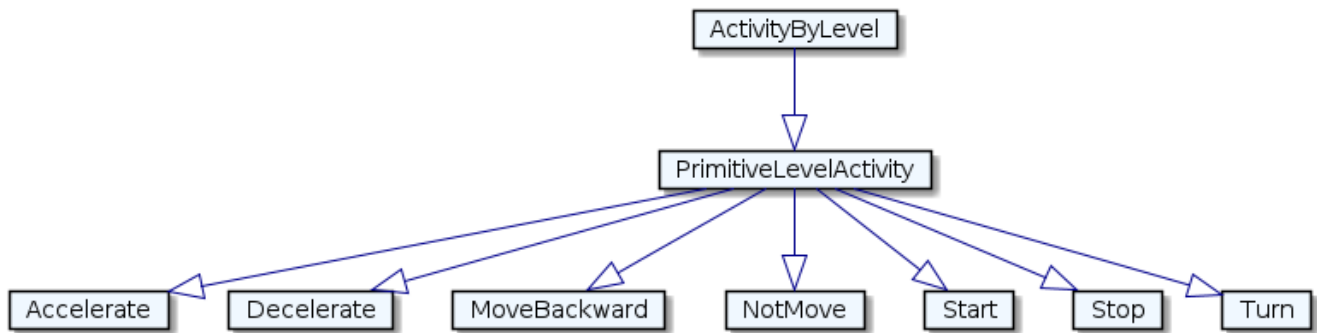 ActivityByLevel
PrimitiveLevelActivity
Accelerate
Decelerate
MoveBackward
NotMove
Start
Stop
Turn